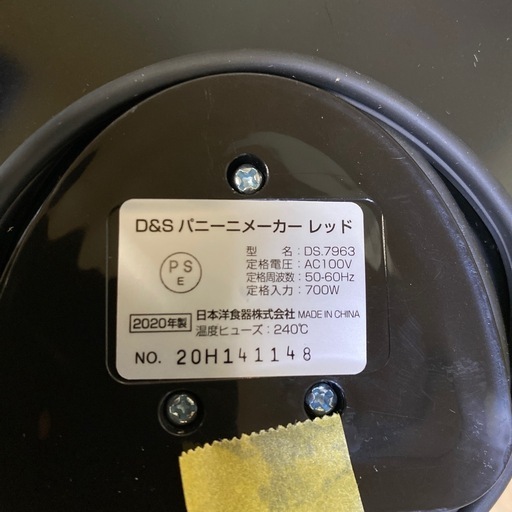 D&S パニーニメーカー レッド
PS
E
型 名：DS.7963
定格電圧：AC100V
定格周波数：50-60Hz
定格入力：700W
2020年製
日本洋食器株式会社 MADE IN CHINA
温度ヒューズ：240℃
NO. 20H141148